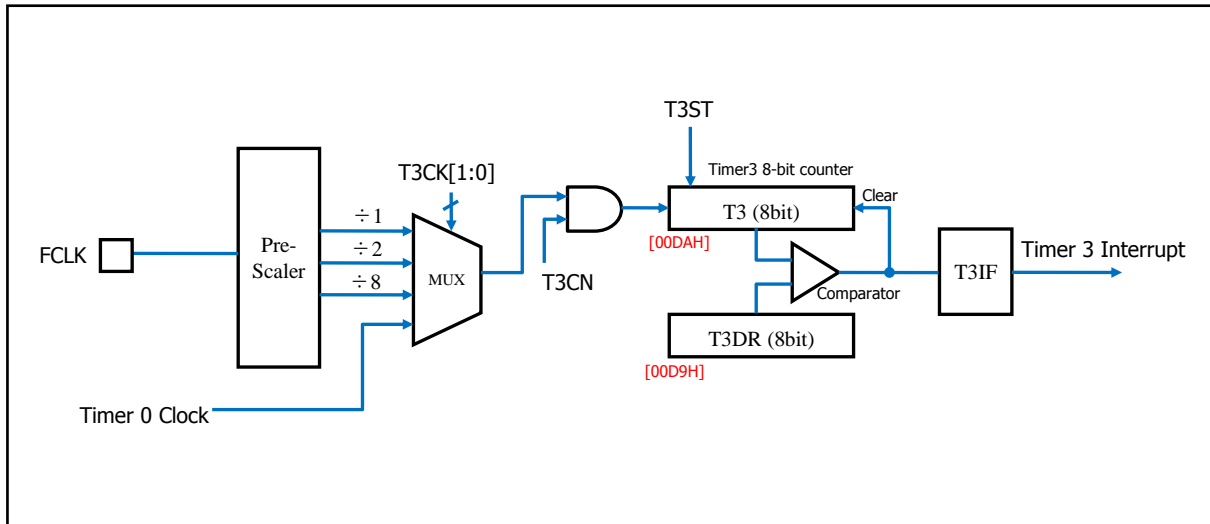 T3ST
T3CK[1:0]
Timer3 8-bit counter
Clear
T3 (8bit)
[00DAH]
÷1
÷2
÷8
FCLK
Pre-
Scaler
MUX
T3CN
Comparator
T3IF
Timer 3 Interrupt
T3DR (8bit)
[00D9H]
Timer 0 Clock